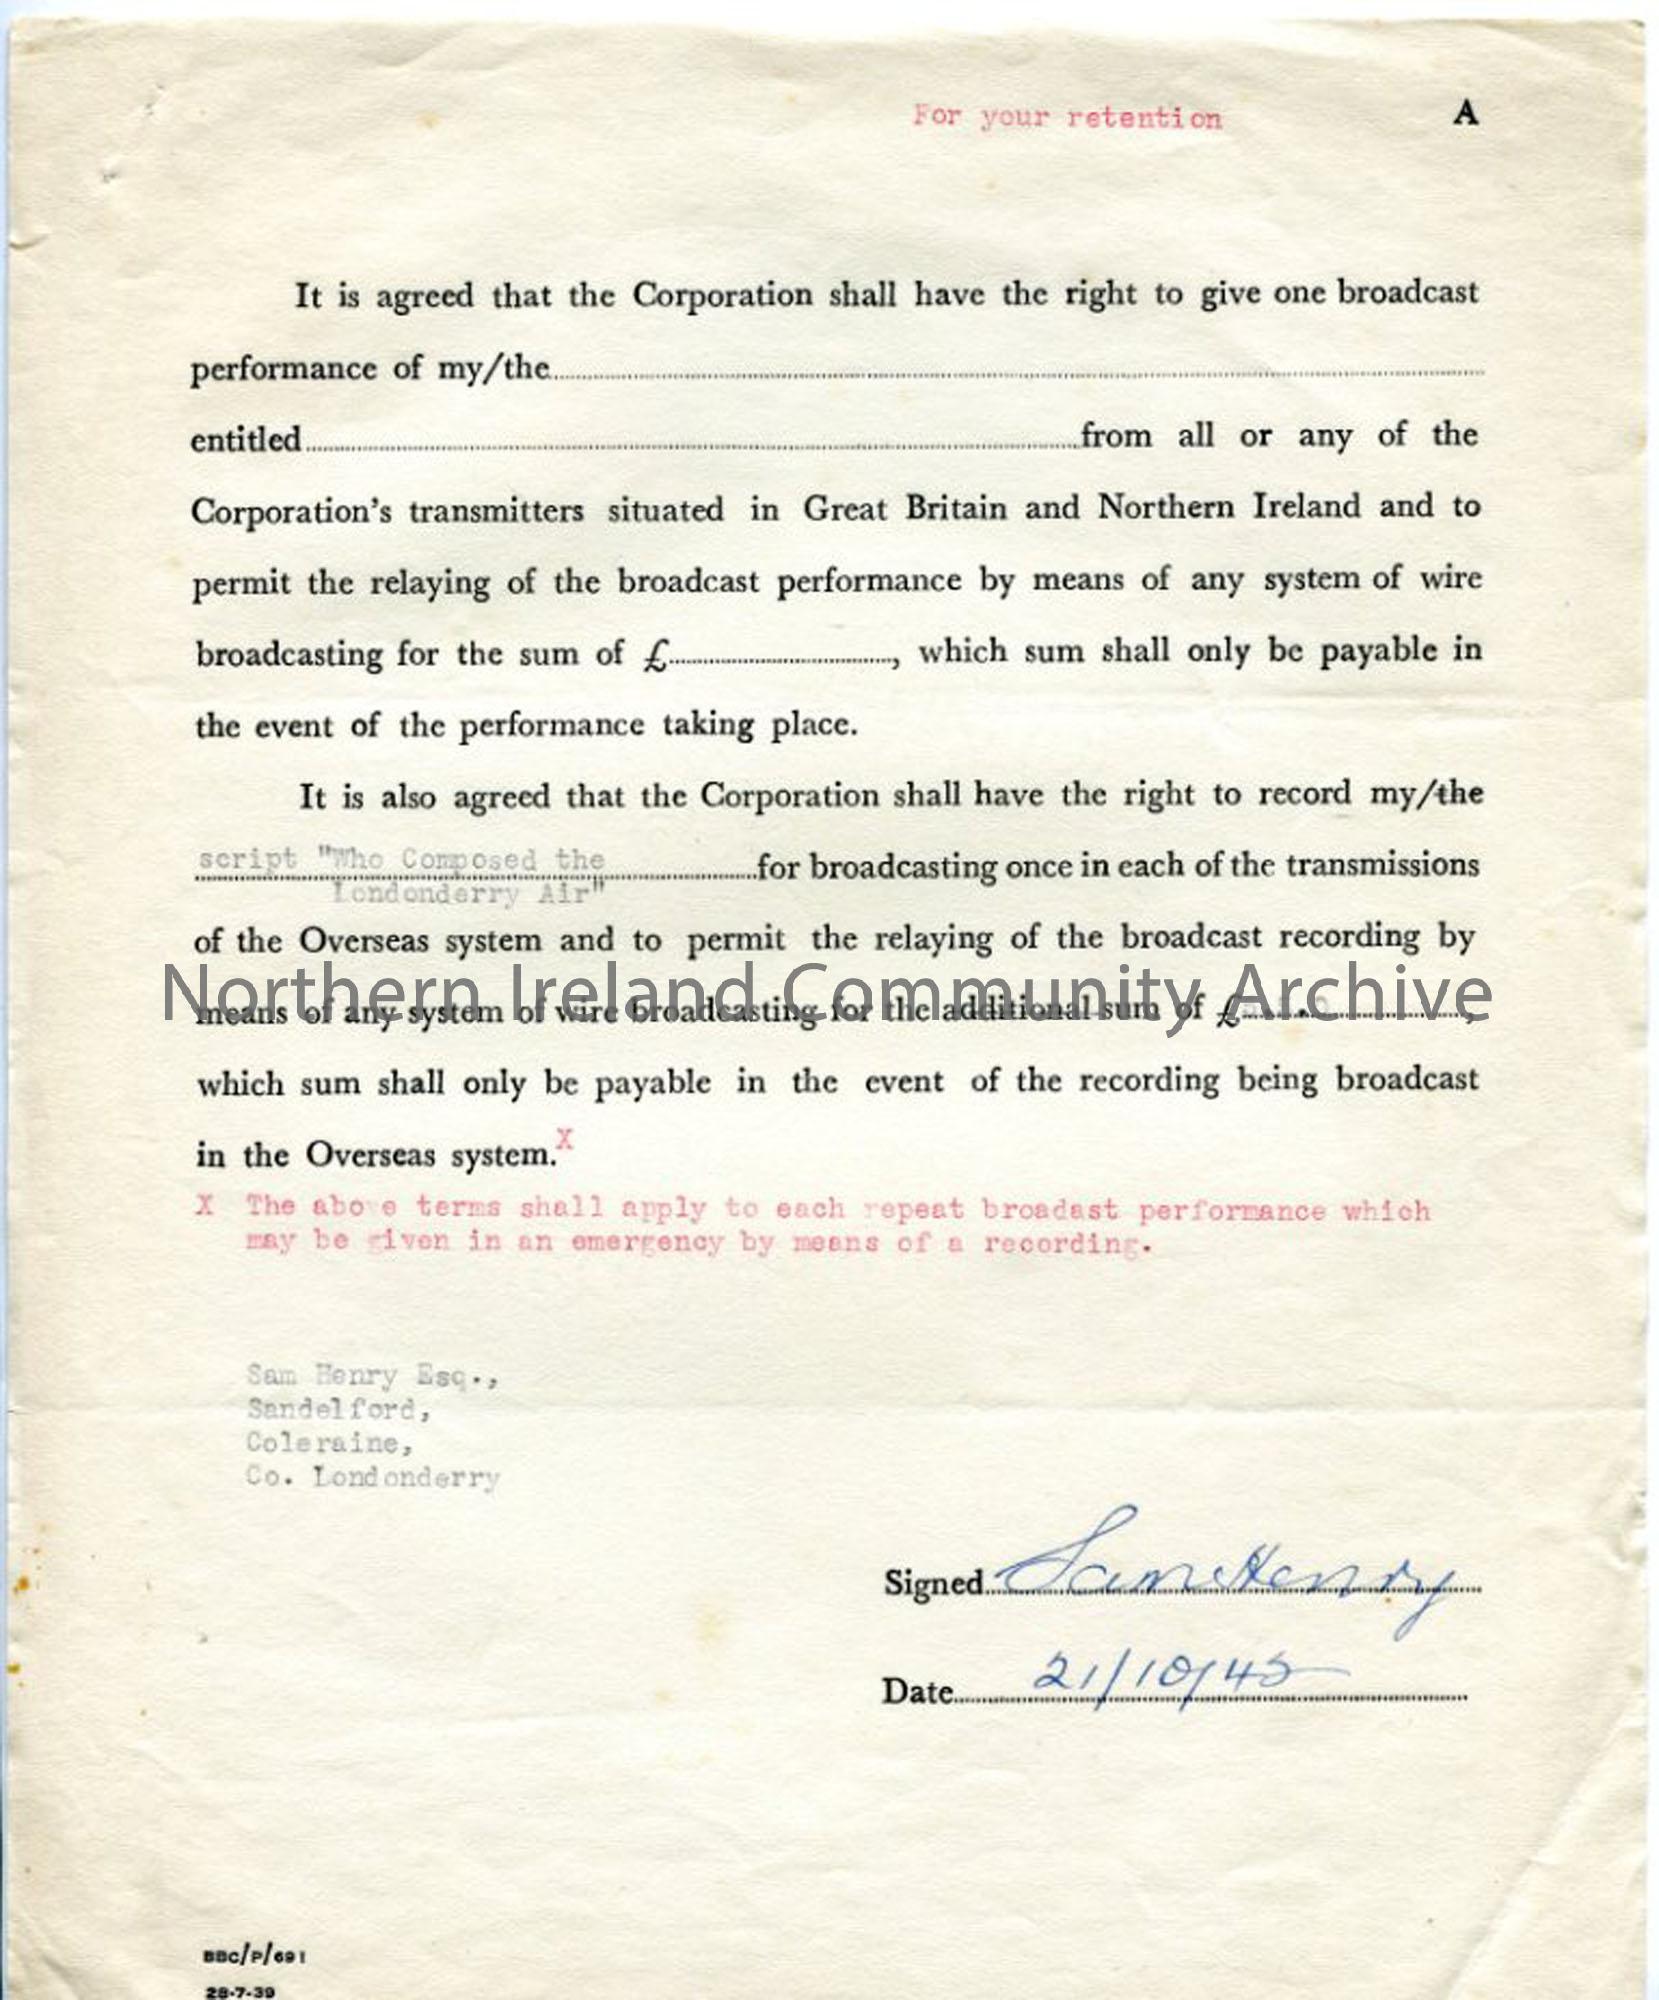 For your retention A
It is agreed that the Corporation shall have the right to give one broadcast
performance of my/the
entitled from all or any of the
Corporation's transmitters situated in Great Britain and Northern Ireland and to
permit the relaying of the broadcast performance by means of any system of wire
broadcasting for the sum of £, which sum shall only be payable in
the event of the performance taking place.
It is also agreed that the Corporation shall have the right to record my/the
script "Who Composed the for broadcasting once in each of the transmissions
Londonderry Air"
of the Overseas system and to permit the relaying of the broadcast recording by
Northern Ireland Community Archive
means of any system of wire broadcasting for the additional sum of £,
which sum shall only be payable in the event of the recording being broadcast
in the Overseas system.X
X The above terms shall apply to each repeat broadast performance which
may be given in an emergency by means of a recording.
Sam Henry Esq.,
Sandelford,
Coleraine,
Co. Londonderry
Signed Sam Henry
Date 21/10/45
BBC/P/691
28-7-39